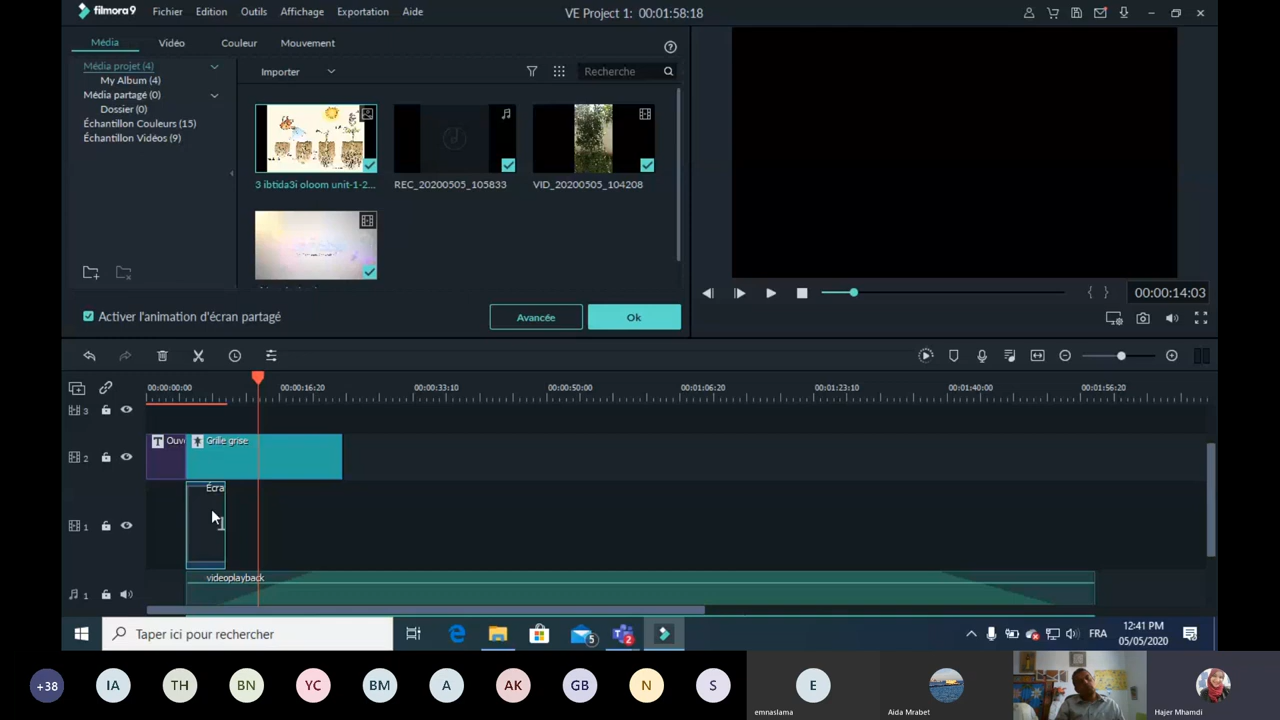 filmora9 Fichier Edition Outils Affichage Exportation Aide VE Project 1: 00:01:58:18
Média Vidéo Couleur Mouvement
Média projet (4)
My Album (4)
Média partagé (0)
Dossier (0)
Échantillon Couleurs (15)
Échantillon Vidéos (9)
Importer Recherche
3 ibtida3i oloom unit-1-2... REC_20200505_105833 VID_20200505_104208
Activer l'animation d'écran partagé Avancée Ok
00:00:14:03
00:00:00:00 00:00:16:20 00:00:33:10 00:00:50:00 00:01:06:20 00:01:23:10 00:01:40:00 00:01:56:20
3
2 T Ouv Grille grise
1 Écra
1 videoplayback
Taper ici pour rechercher 5 2 FRA 12:41 PM
05/05/2020
+38 IA TH BN YC BM A AK GB N S E
emnaslama Aida Mrabet Hajer Mhamdi